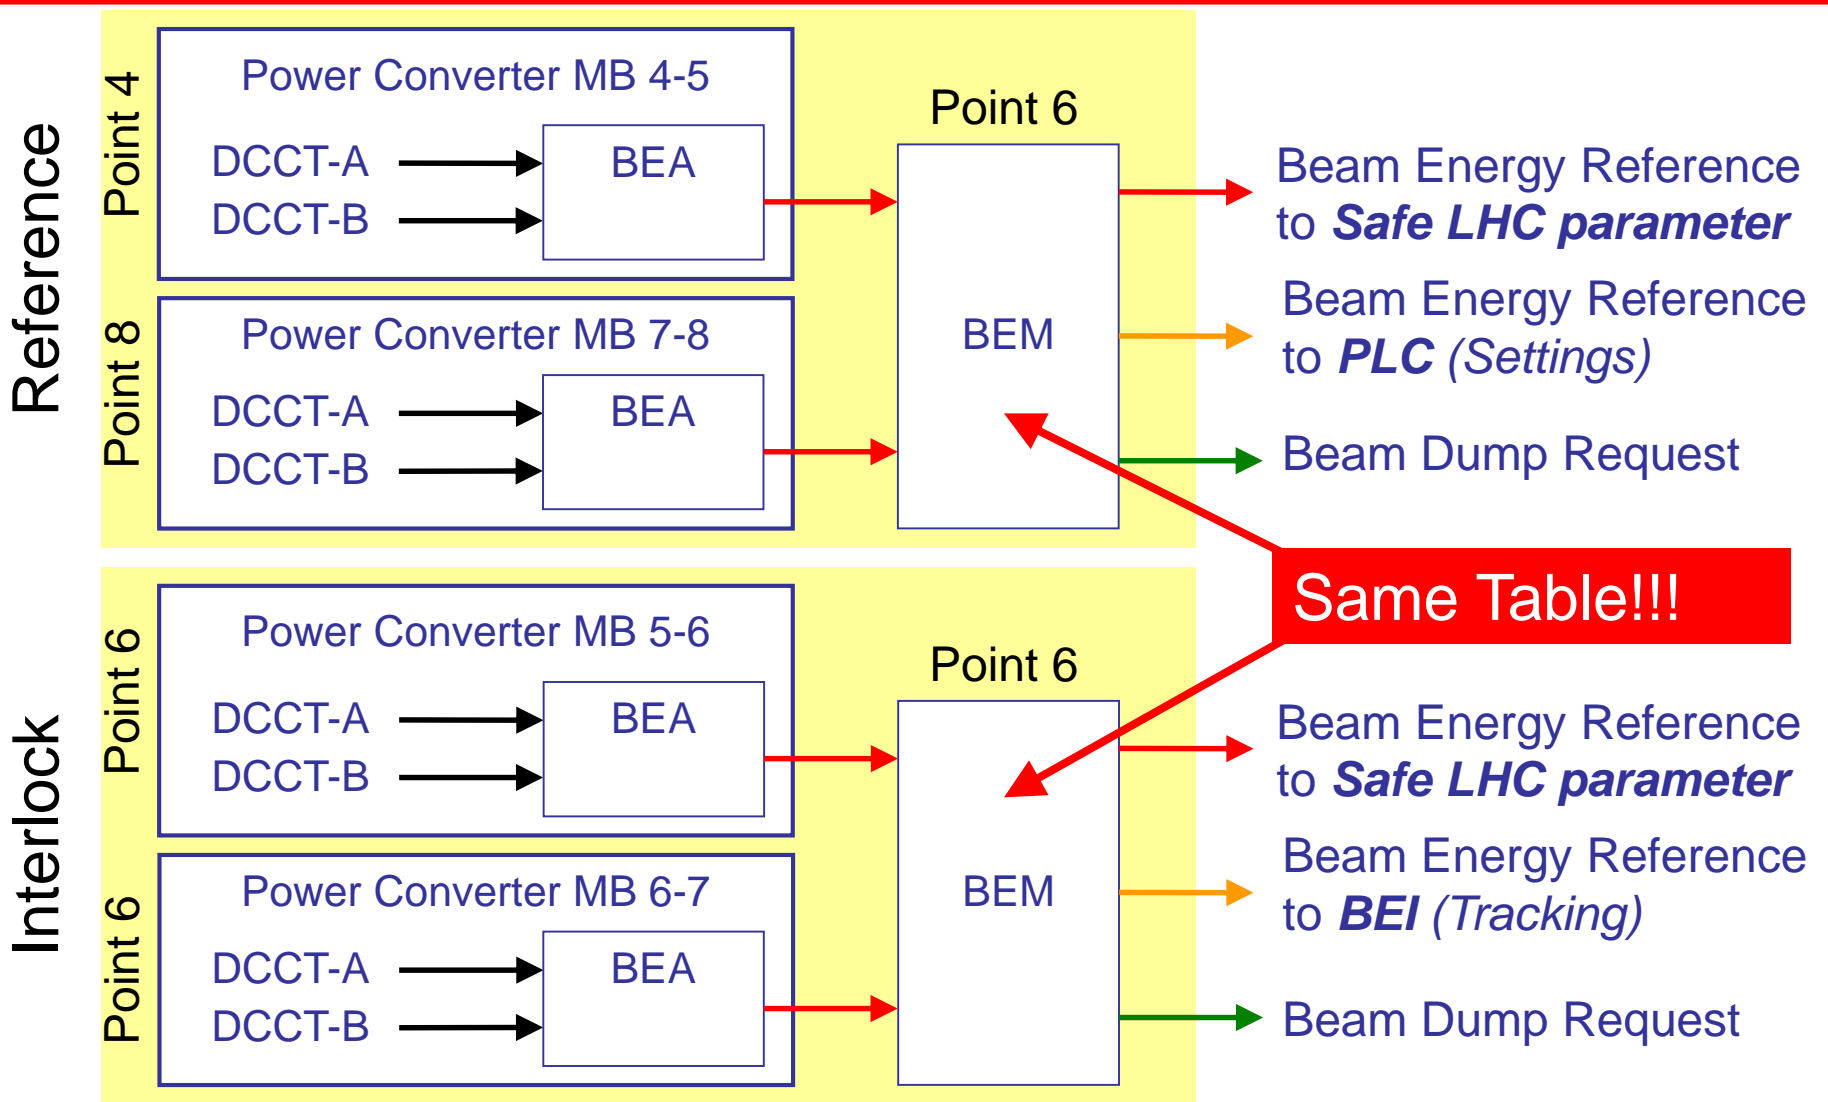 Reference
Point 4
Power Converter MB 4-5
DCCT-A
DCCT-B
BEA
Point 8
Power Converter MB 7-8
DCCT-A
DCCT-B
BEA
Point 6
BEM
Beam Energy Reference
to Safe LHC parameter
Beam Energy Reference
to PLC (Settings)
Beam Dump Request
Same Table!!!
Interlock
Point 6
Power Converter MB 5-6
DCCT-A
DCCT-B
BEA
Point 6
Power Converter MB 6-7
DCCT-A
DCCT-B
BEA
Point 6
BEM
Beam Energy Reference
to Safe LHC parameter
Beam Energy Reference
to BEI (Tracking)
Beam Dump Request